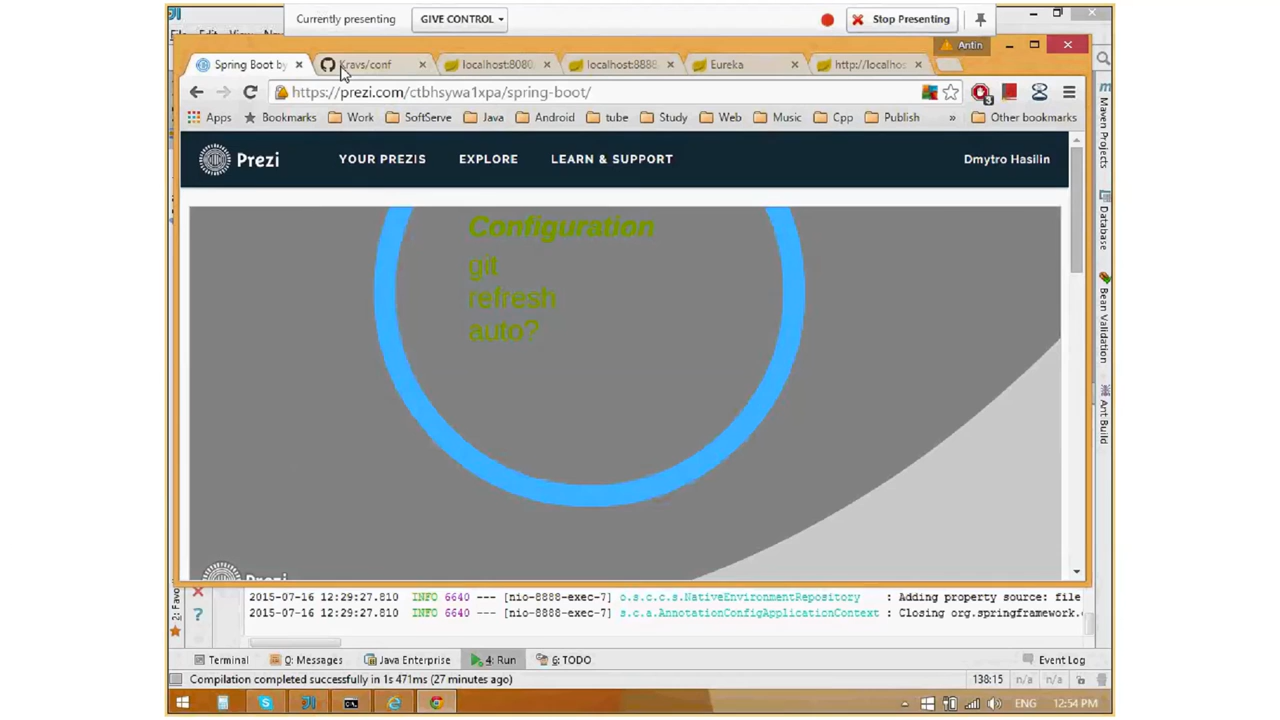 Currently presenting GIVE CONTROL Stop Presenting
Antin
Spring Boot by Kravs/conf localhost:8080 localhost:8888 Eureka http://localhos
https://prezi.com/ctbhsywa1xpa/spring-boot/
3
Apps Bookmarks Work SoftServe Java Android tube Study Web Music Cpp Publish » Other bookmarks
Prezi YOUR PREZIS EXPLORE LEARN & SUPPORT Dmytro Hasilin
Configuration
git
refresh
auto?
Prezi
Maven Projects
Database
Bean Validation
Ant Build
2: Favo
2015-07-16 12:29:27.810 INFO 6640 --- [nio-8888-exec-7] o.s.c.c.s.NativeEnvironmentRepository : Adding property source: file
2015-07-16 12:29:27.810 INFO 6640 --- [nio-8888-exec-7] s.c.a.AnnotationConfigApplicationContext : Closing org.springframework.
Terminal 0: Messages Java Enterprise 4: Run 6: TODO Event Log
Compilation completed successfully in 1s 471ms (27 minutes ago) 138:15 n/a n/a
ENG 12:54 PM